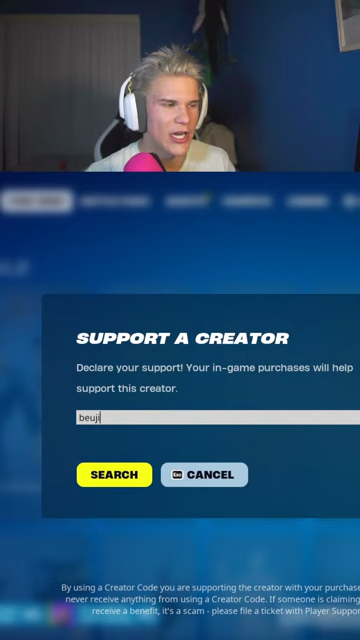 SUPPORT A CREATOR
Declare your support! Your in-game purchases will help
support this creator.
beuji
SEARCH
Esc CANCEL
By using a Creator Code you are supporting the creator with your purchase
never receive anything from using a Creator Code. If someone is claiming
receive a benefit, it's a scam - please file a ticket with Player Suppor